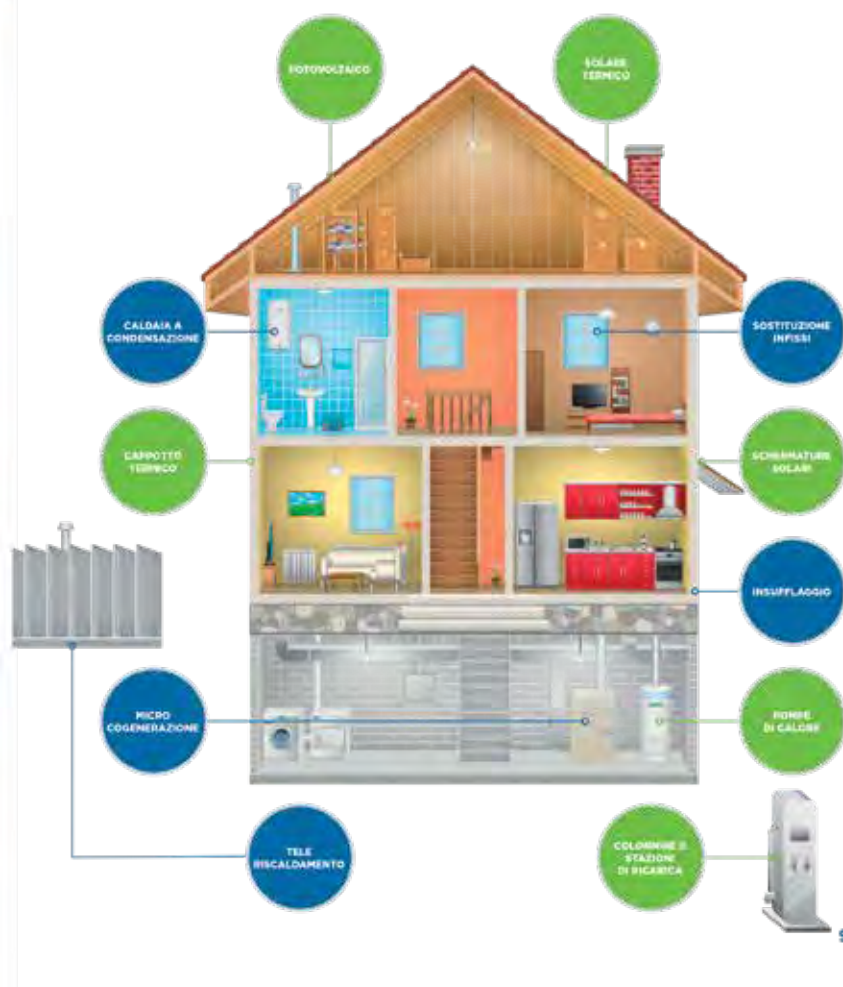 FOTOVOLTAICO
SOLARE
TERMICO
CALDAIA A
CONDENSAZIONE
SOSTITUZIONE
INFISSI
CAPPOTTO
TERMICO
SCHERMATURE
SOLARI
INSUFFLAGGIO
MICRO
COGENERAZIONE
POMPE
DI CALORE
TELE
RISCALDAMENTO
COLONNINE O
STAZIONI
DI RICARICA